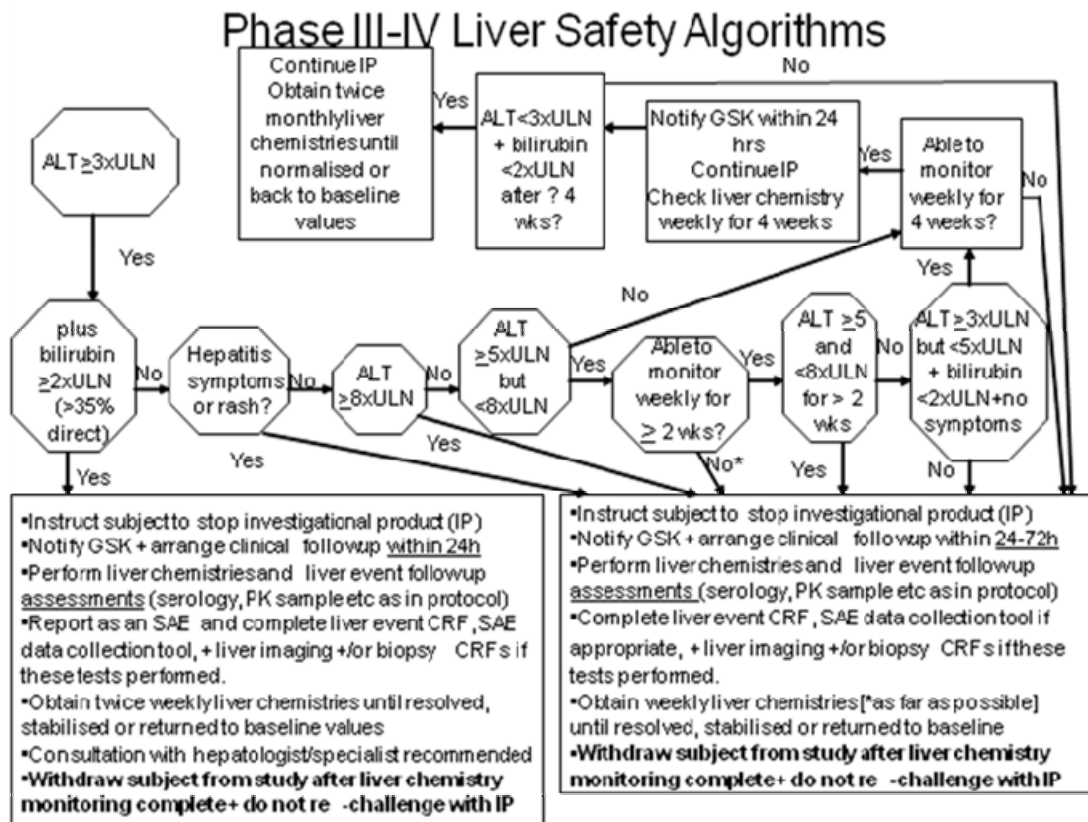 Phase III-IV Liver Safety Algorithms
Continue IP
Obtain twice
monthly liver
chemistries until
normalised or
back to baseline
values
Yes
ALT<3xULN
+ bilirubin
<2xULN
after ? 4
wks?
No
Notify GSK within 24
hrs
Continue IP
Check liver chemistry
weekly for 4 weeks
Yes
Able to
monitor
weekly for
4 weeks?
No
ALT≥3xULN
Yes
No
Yes
plus
bilirubin
≥2xULN
(>35%
direct)
No
Hepatitis
symptoms
or rash?
No
ALT
≥8xULN
No
ALT
≥5xULN
but
<8xULN
Yes
Able to
monitor
weekly for
≥ 2 wks?
Yes
ALT ≥5
and
<8xULN
for > 2
wks
No
ALT≥3xULN
but <5xULN
+ bilirubin
<2xULN+no
symptoms
Yes
Yes
Yes
No*
Yes
No
•Instruct subject to stop investigational product (IP)
•Notify GSK + arrange clinical followup within 24h
•Perform liver chemistries and liver event followup
assessments (serology, PK sample etc as in protocol)
•Report as an SAE and complete liver event CRF, SAE
data collection tool, + liver imaging +/or biopsy CRFs if
these tests performed.
•Obtain twice weekly liver chemistries until resolved,
stabilised or returned to baseline values
•Consultation with hepatologist/specialist recommended
•Withdraw subject from study after liver chemistry
monitoring complete+ do not re -challenge with IP
•Instruct subject to stop investigational product (IP)
•Notify GSK + arrange clinical followup within 24-72h
•Perform liver chemistries and liver event followup
assessments (serology, PK sample etc as in protocol)
•Complete liver event CRF, SAE data collection tool if
appropriate, + liver imaging +/or biopsy CRFs if these
tests performed.
•Obtain weekly liver chemistries [*as far as possible]
until resolved, stabilised or returned to baseline
•Withdraw subject from study after liver chemistry
monitoring complete+ do not re -challenge with IP